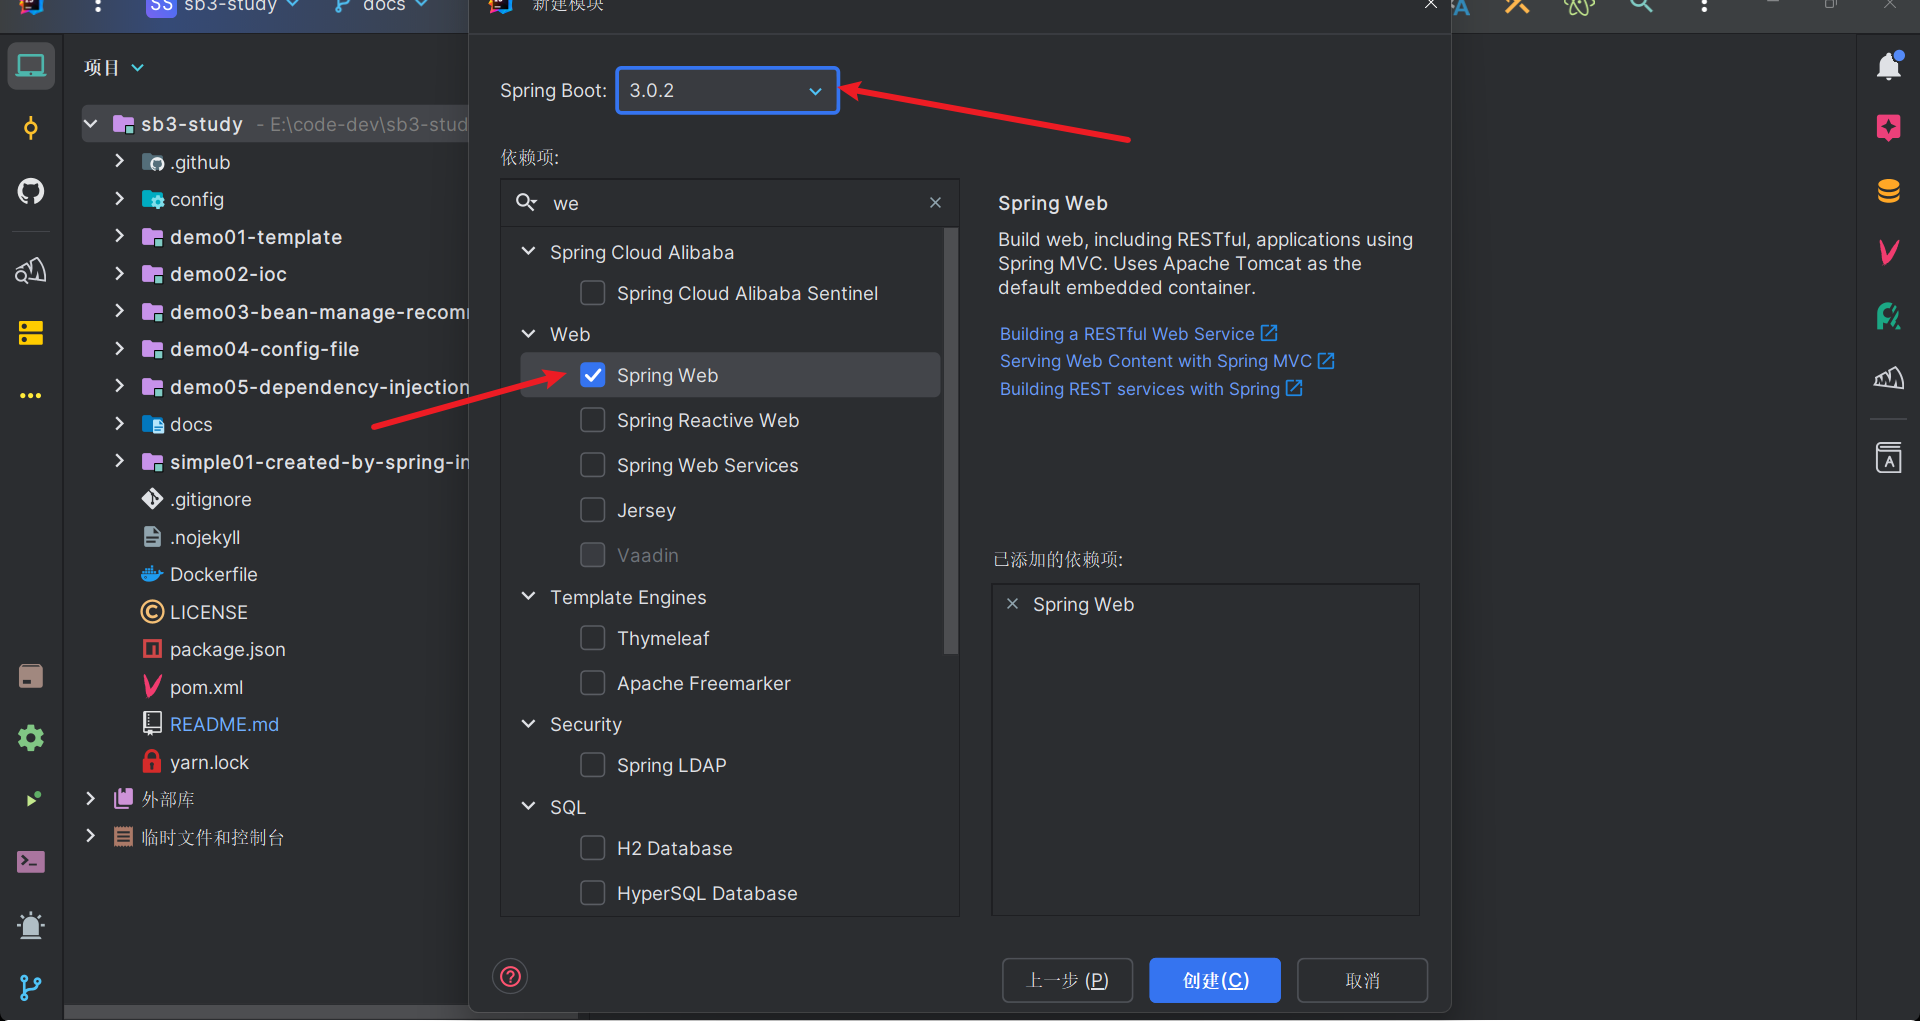 SS sb3-study docs
新建模块
项目
sb3-study - E:\code-dev\sb3-stud
.github
config
demo01-template
demo02-ioc
demo03-bean-manage-recom
demo04-config-file
demo05-dependency-injection
docs
simple01-created-by-spring-in
.gitignore
.nojekyll
Dockerfile
LICENSE
package.json
pom.xml
README.md
yarn.lock
外部库
临时文件和控制台
Spring Boot: 3.0.2
依赖项:
we
Spring Cloud Alibaba
Spring Cloud Alibaba Sentinel
Web
Spring Web
Spring Reactive Web
Spring Web Services
Jersey
Vaadin
Template Engines
Thymeleaf
Apache Freemarker
Security
Spring LDAP
SQL
H2 Database
HyperSQL Database
Spring Web
Build web, including RESTful, applications using
Spring MVC. Uses Apache Tomcat as the
default embedded container.
Building a RESTful Web Service
Serving Web Content with Spring MVC
Building REST services with Spring
已添加的依赖项:
Spring Web
上一步 (P)
创建(C)
取消